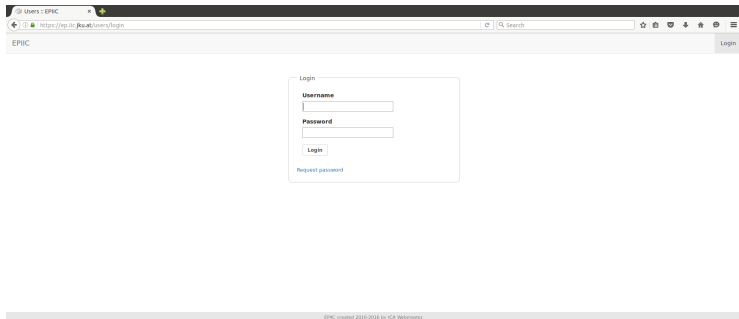 Users :: EPIIC
https://ep.iic.jku.at/users/login
Search
EPIIC
Login
Login
Username
Password
Login
Request password
EPIIC created 2010-2016 by ICA Webmaster